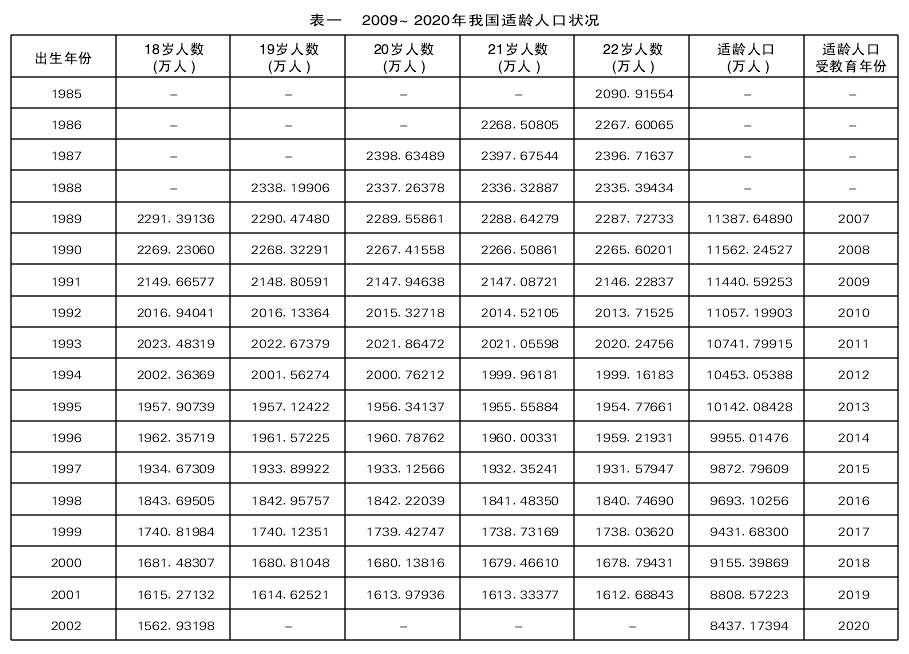 表一 2009~2020年我国适龄人口状况
出生年份 18岁人数(万人) 19岁人数(万人) 20岁人数(万人) 21岁人数(万人) 22岁人数(万人) 适龄人口(万人) 适龄人口受教育年份
1985 – – – – 2090.91554 – –
1986 – – – 2268.50805 2267.60065 – –
1987 – – 2398.63489 2397.67544 2396.71637 – –
1988 – 2338.19906 2337.26378 2336.32887 2335.39434 – –
1989 2291.39136 2290.47480 2289.55861 2288.64279 2287.72733 11387.64890 2007
1990 2269.23060 2268.32291 2267.41558 2266.50861 2265.60201 11562.24527 2008
1991 2149.66577 2148.80591 2147.94638 2147.08721 2146.22837 11440.59253 2009
1992 2016.94041 2016.13364 2015.32718 2014.52105 2013.71525 11057.19903 2010
1993 2023.48319 2022.67379 2021.86472 2021.05598 2020.24756 10741.79915 2011
1994 2002.36369 2001.56274 2000.76212 1999.96181 1999.16183 10453.05388 2012
1995 1957.90739 1957.12422 1956.34137 1955.55884 1954.77661 10142.08428 2013
1996 1962.35719 1961.57225 1960.78762 1960.00331 1959.21931 9955.01476 2014
1997 1934.67309 1933.89922 1933.12566 1932.35241 1931.57947 9872.79609 2015
1998 1843.69505 1842.95757 1842.22039 1841.48350 1840.74690 9693.10256 2016
1999 1740.81984 1740.12351 1739.42747 1738.73169 1738.03620 9431.68300 2017
2000 1681.48307 1680.81048 1680.13816 1679.46610 1678.79431 9155.39869 2018
2001 1615.27132 1614.62521 1613.97936 1613.33377 1612.68843 8808.57223 2019
2002 1562.93198 – – – – 8437.17394 2020